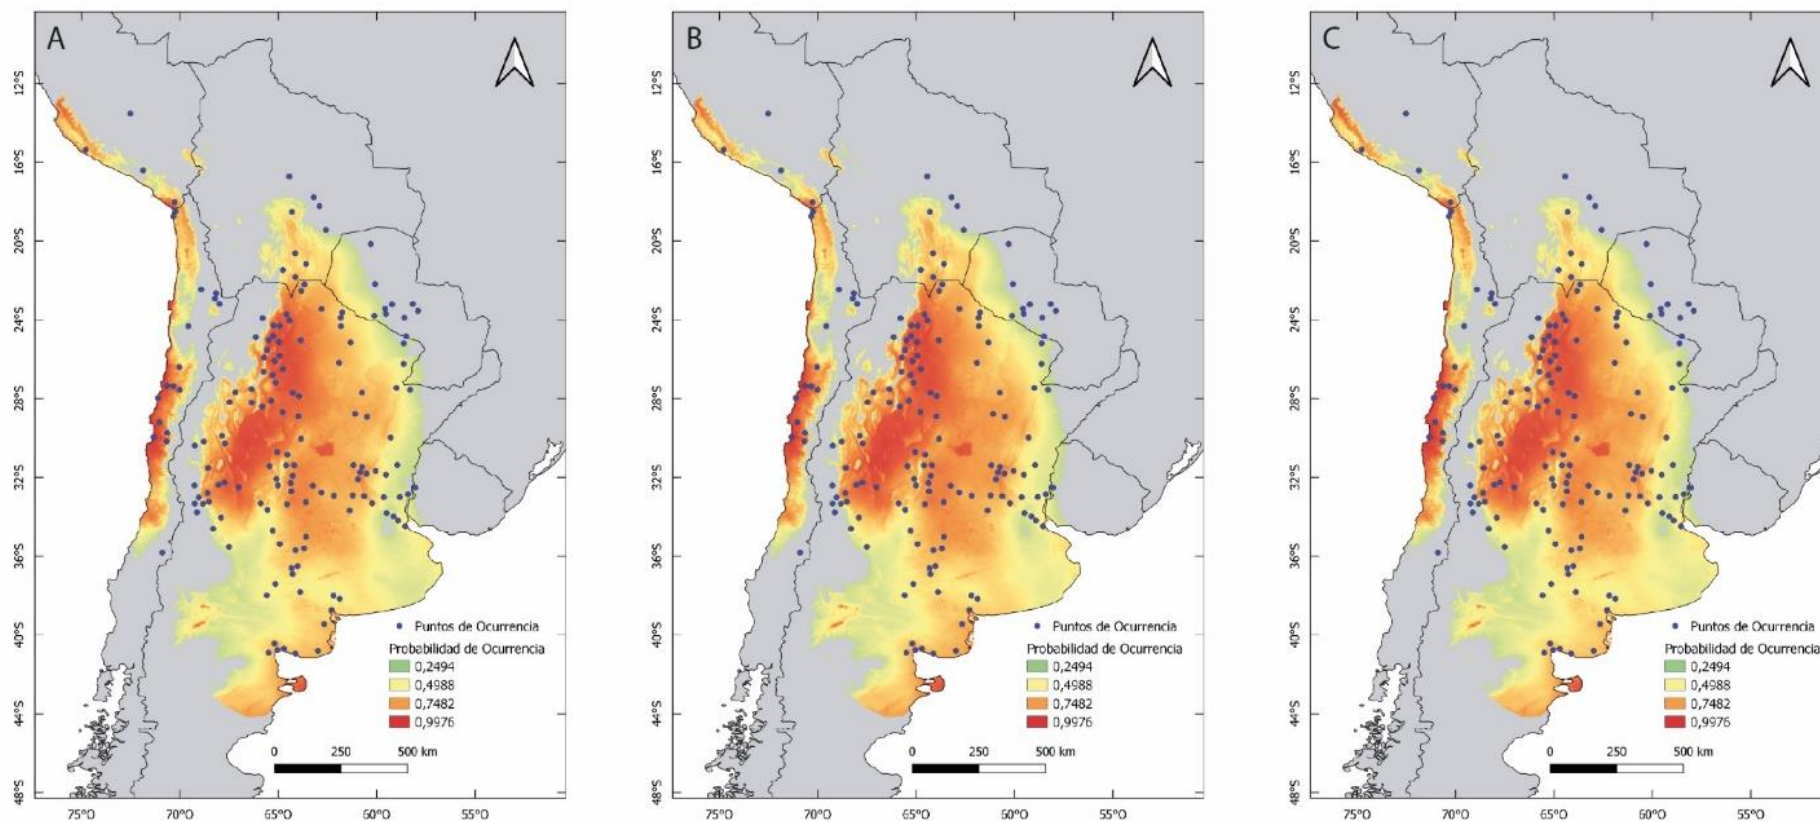 A
12°S
16°S
20°S
24°S
28°S
32°S
36°S
40°S
44°S
48°S
75°O
70°O
65°O
60°O
55°O
Puntos de Ocurrencia
Probabilidad de Ocurrencia
0,2494
0,4988
0,7482
0,9976
0 250 500 km
B
12°S
16°S
20°S
24°S
28°S
32°S
36°S
40°S
44°S
48°S
75°O
70°O
65°O
60°O
55°O
Puntos de Ocurrencia
Probabilidad de Ocurrencia
0,2494
0,4988
0,7482
0,9976
0 250 500 km
C
12°S
16°S
20°S
24°S
28°S
32°S
36°S
40°S
44°S
48°S
75°O
70°O
65°O
60°O
55°O
Puntos de Ocurrencia
Probabilidad de Ocurrencia
0,2494
0,4988
0,7482
0,9976
0 250 500 km